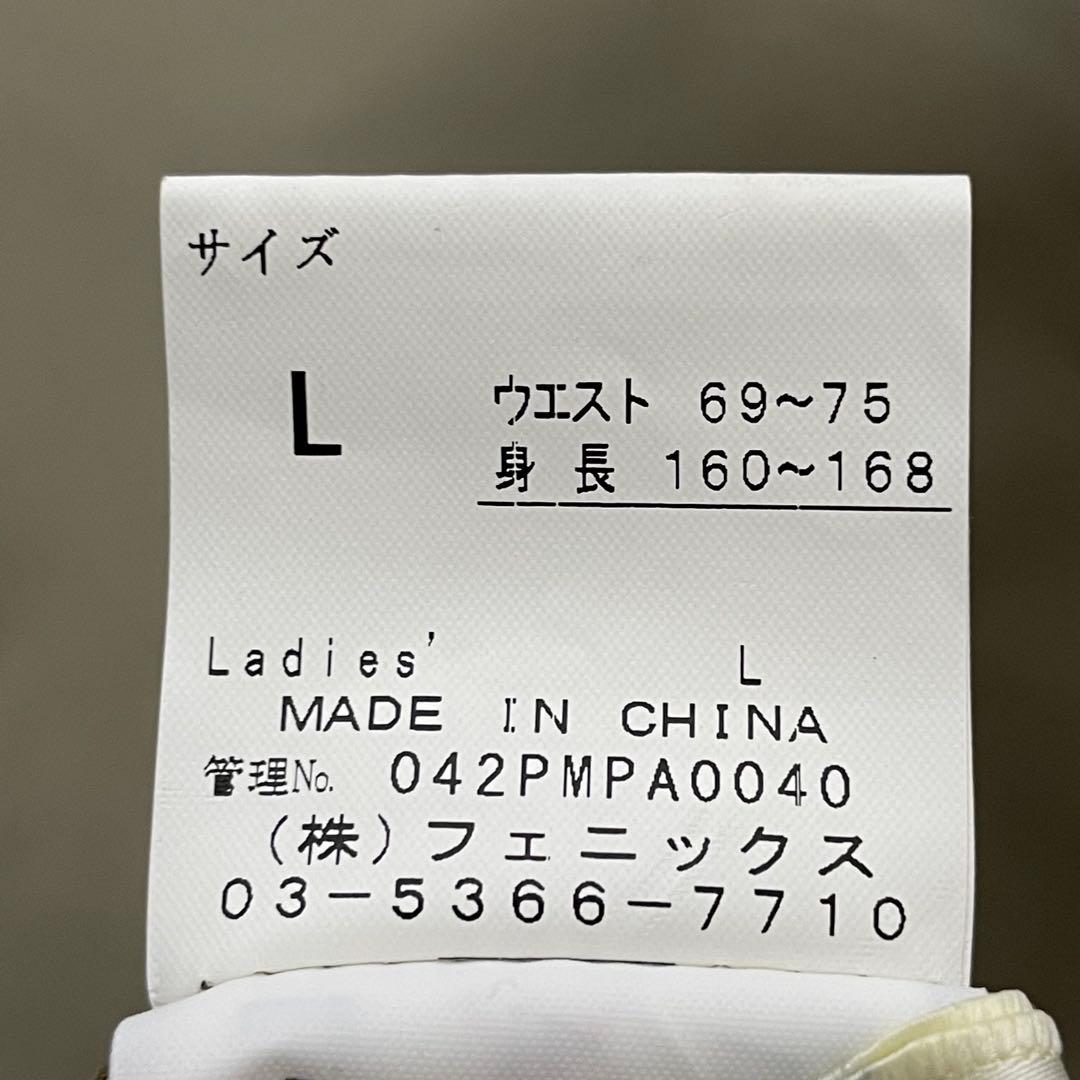 サイズ
L
ウエスト 69~75
身長 160~168
Ladies' L
MADE IN CHINA
管理No. 042PMPA0040
(株)フェニックス
03-5366-7710